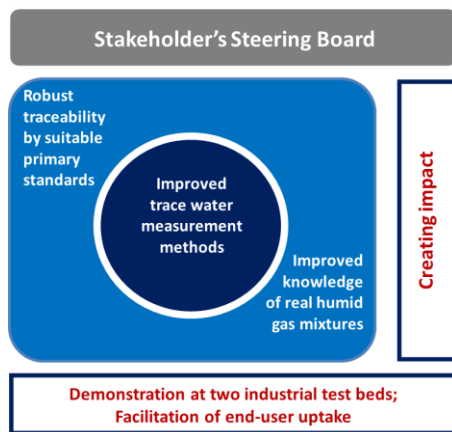 Stakeholder's Steering Board
Robust
traceability
by suitable
primary
standards
Improved
trace water
measurement
methods
Improved
knowledge
of real humid
gas mixtures
Creating impact
Demonstration at two industrial test beds;
Facilitation of end-user uptake